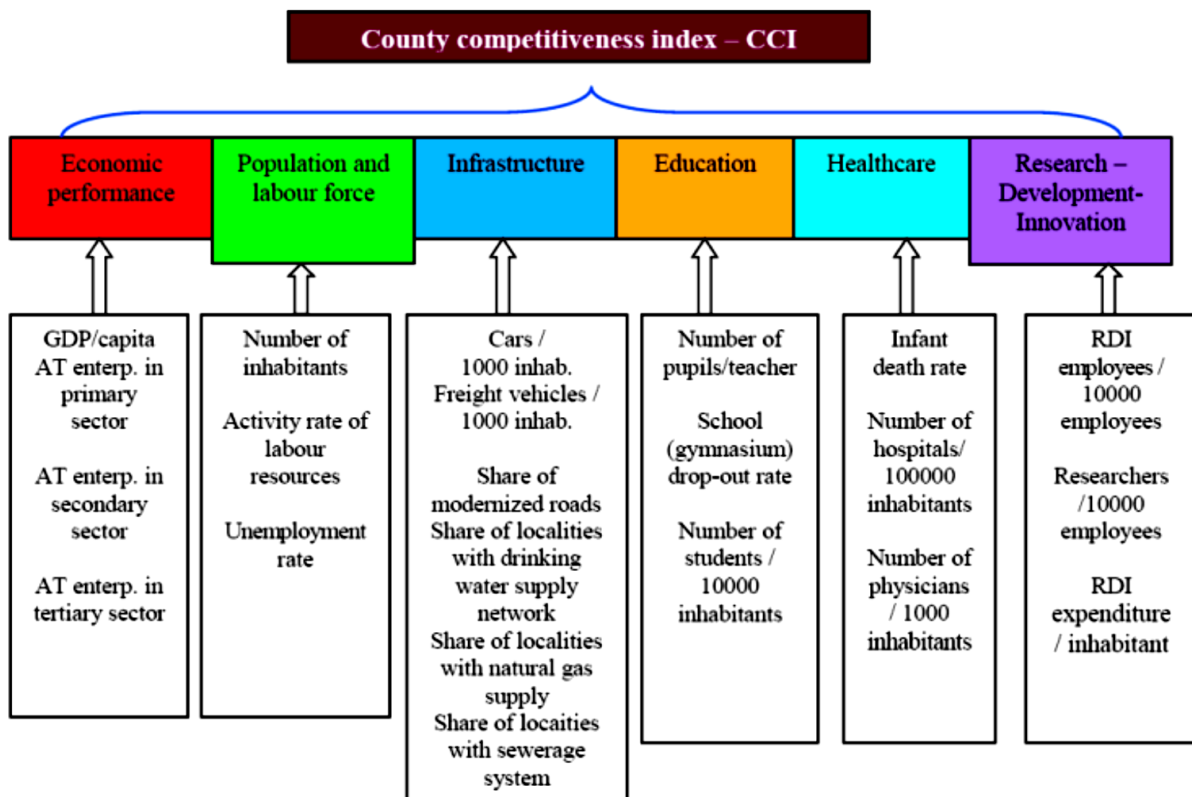 County competitiveness index – CCI
Economic
performance
Population and
labour force
Infrastructure
Education
Healthcare
Research –
Development-
Innovation
GDP/capita
AT enterp. in
primary
sector
AT enterp. in
secondary
sector
AT enterp. in
tertiary sector
Number of
inhabitants
Activity rate of
labour
resources
Unemployment
rate
Cars /
1000 inhab.
Freight vehicles /
1000 inhab.
Share of
modernized roads
Share of localities
with drinking
water supply
network
Share of localities
with natural gas
supply
Share of locaities
with sewerage
system
Number of
pupils/teacher
School
(gymnasium)
drop-out rate
Number of
students /
10000
inhabitants
Infant
death rate
Number of
hospitals/
100000
inhabitants
Number of
physicians
/ 1000
inhabitants
RDI
employees /
10000
employees
Researchers
/10000
employees
RDI
expenditure
/ inhabitant